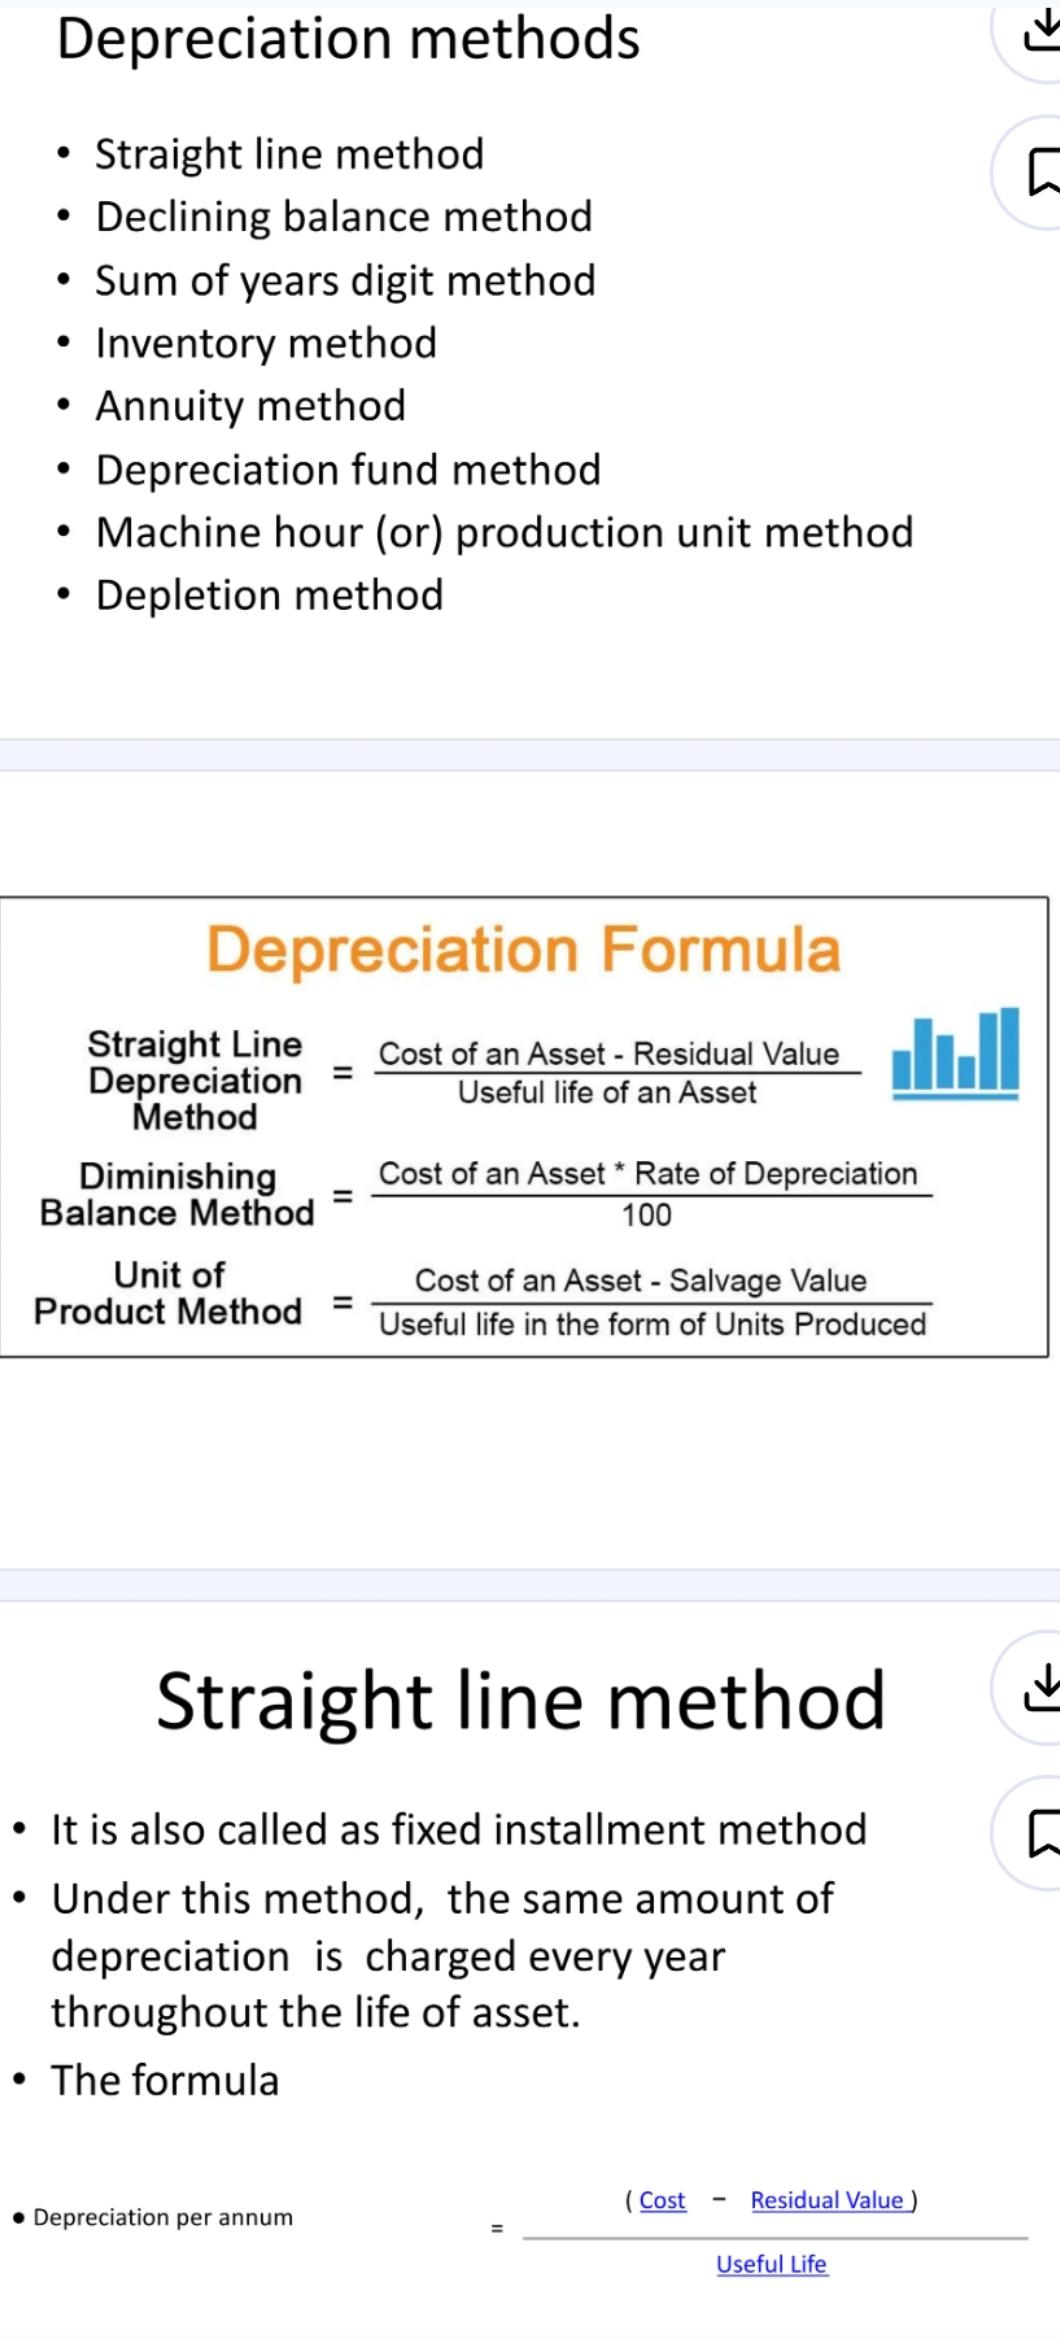 Depreciation methods
• Straight line method
• Declining balance method
• Sum of years digit method
• Inventory method
• Annuity method
• Depreciation fund method
• Machine hour (or) production unit method
• Depletion method
Depreciation Formula
Straight Line
Depreciation
Method
=
Cost of an Asset - Residual Value
Useful life of an Asset
Diminishing
Balance Method
=
Cost of an Asset * Rate of Depreciation
100
Unit of
Product Method
=
Cost of an Asset - Salvage Value
Useful life in the form of Units Produced
Straight line method
• It is also called as fixed installment method
• Under this method, the same amount of
depreciation is charged every year
throughout the life of asset.
• The formula
• Depreciation per annum
=
( Cost – Residual Value )
Useful Life